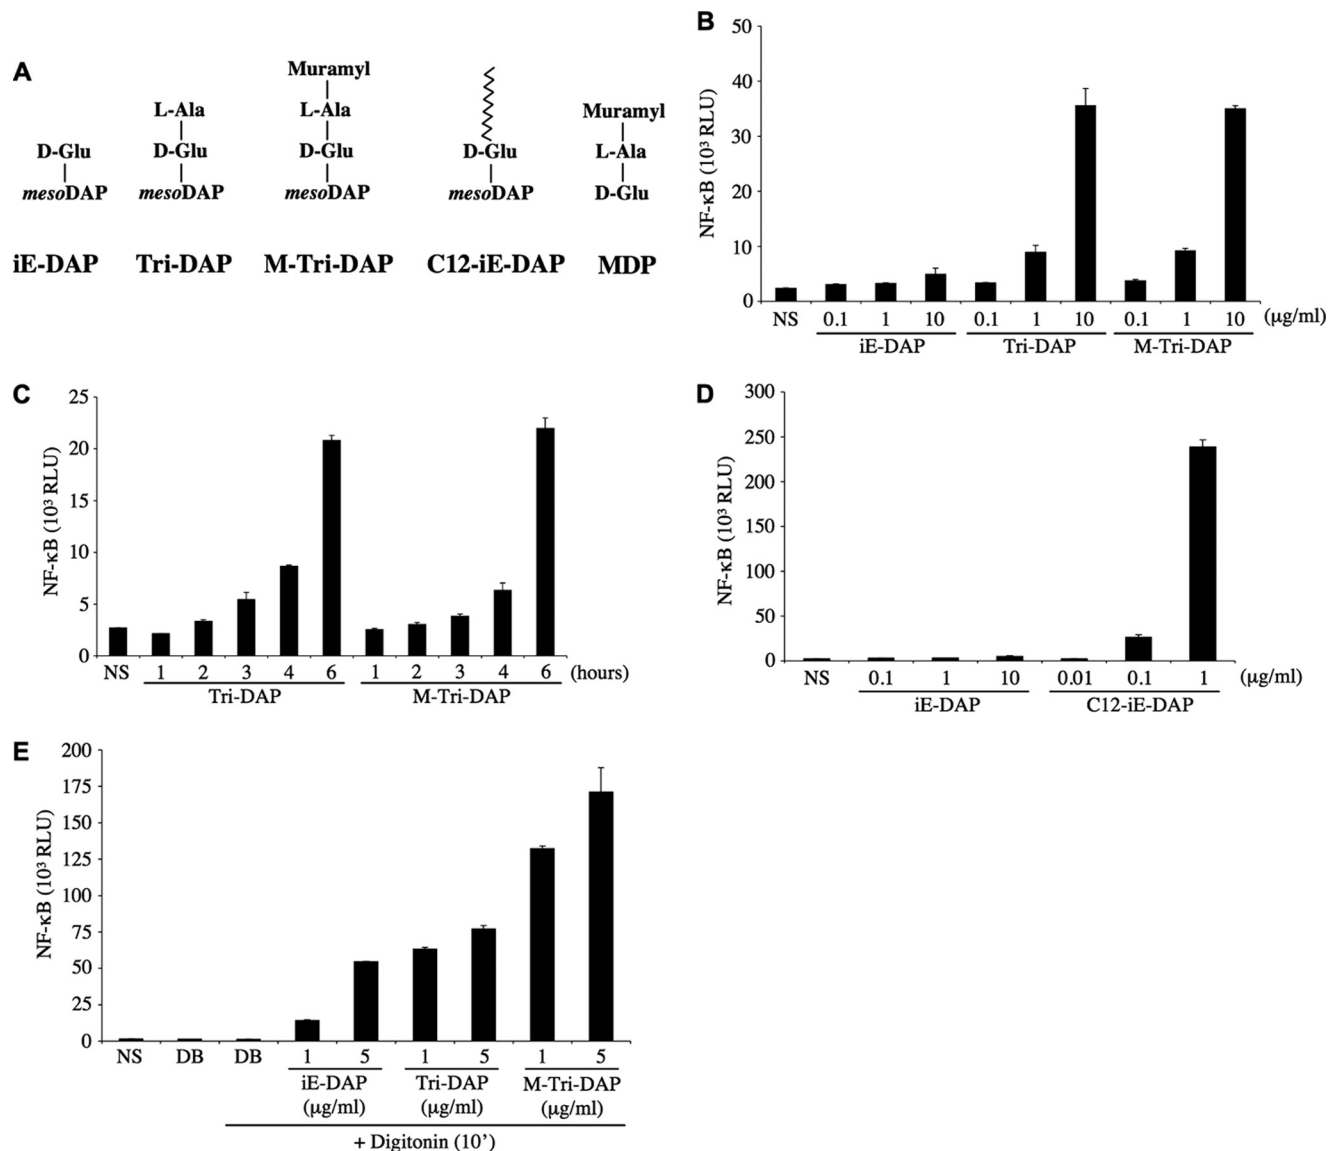 A
D-Glu
mesoDAP
iE-DAP
L-Ala
D-Glu
mesoDAP
Tri-DAP
Muramyl
L-Ala
D-Glu
mesoDAP
M-Tri-DAP
D-Glu
mesoDAP
C12-iE-DAP
Muramyl
L-Ala
D-Glu
MDP
B
NF-κB (10³ RLU)
50
40
30
20
10
0
NS 0.1 1 10 0.1 1 10 0.1 1 10 (μg/ml)
iE-DAP Tri-DAP M-Tri-DAP
C
NF-κB (10³ RLU)
25
20
15
10
5
0
NS 1 2 3 4 6 1 2 3 4 6 (hours)
Tri-DAP M-Tri-DAP
D
NF-κB (10³ RLU)
300
250
200
150
100
50
0
NS 0.1 1 10 0.01 0.1 1 (μg/ml)
iE-DAP C12-iE-DAP
E
NF-κB (10³ RLU)
200
175
150
125
100
75
50
25
0
NS DB DB 1 5 1 5 1 5
iE-DAP Tri-DAP M-Tri-DAP
(μg/ml) (μg/ml) (μg/ml)
+ Digitonin (10’)